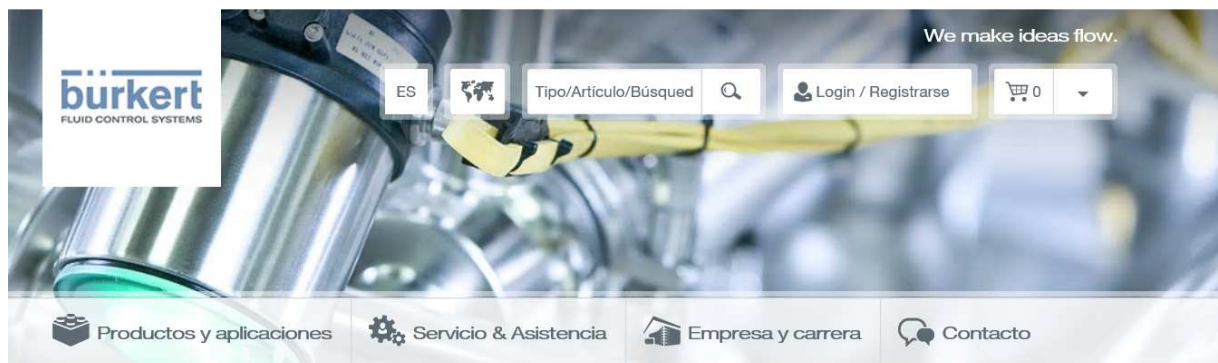 We make ideas flow.
bürkert
FLUID CONTROL SYSTEMS
ES
Tipo/Artículo/Búsqued
Login / Registrarse
0
Productos y aplicaciones
Servicio & Asistencia
Empresa y carrera
Contacto